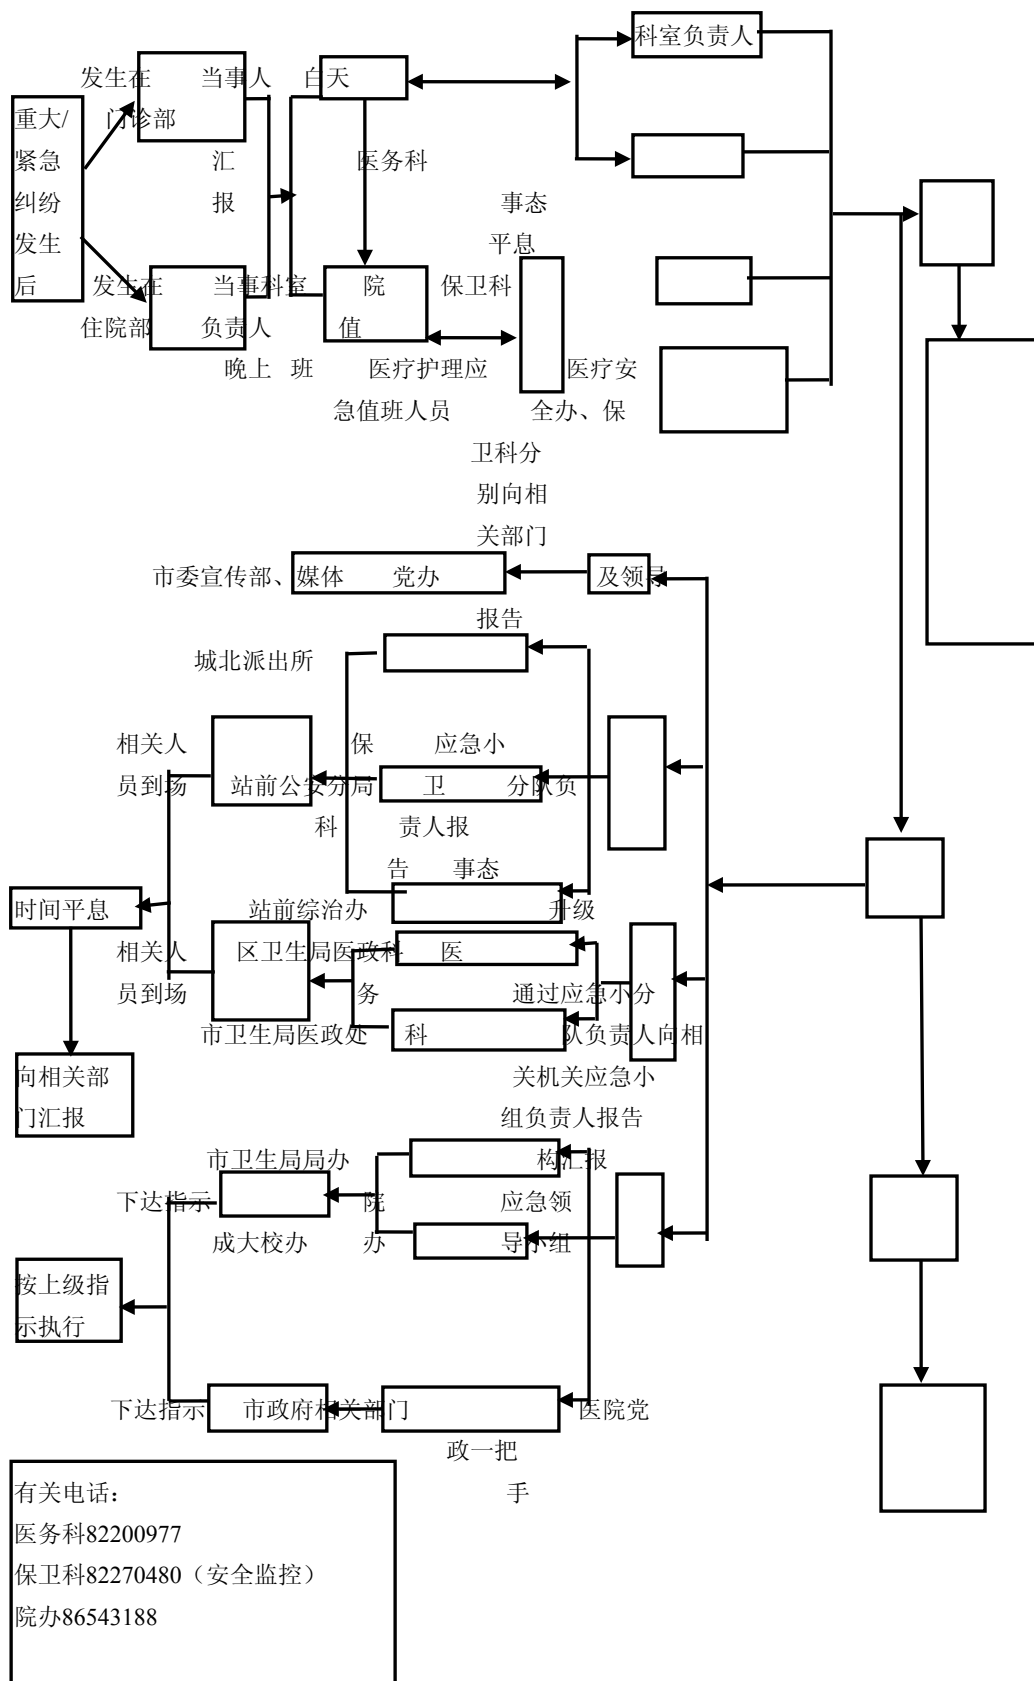 科室负责人
发生在 当事人 白天
重大/ 门诊部
紧急 汇 医务科
纠纷 报 事态
发生 平息
后 发生在 当事科室 院 保卫科
住院部 负责人 值
晚上 班 医疗护理应 医疗安
急值班人员 全办、保
卫科分
别向相
关部门
市委宣传部、媒体 党办 及领导
报告
城北派出所
相关人 保 应急小
员到场 站前公安分局 卫 分队负
科 责人报
告 事态
时间平息 站前综治办 升级
相关人 区卫生局医政科 医
员到场 务 通过应急小分
市卫生局医政处 科 队负责人向相
向相关部 关机关应急小
门汇报 组负责人报告
市卫生局局办 构汇报
下达指示 院 应急领
成大校办 办 导小组
按上级指
示执行
下达指示 市政府相关部门 医院党
政一把
手
有关电话：
医务科82200977
保卫科82270480（安全监控）
院办86543188